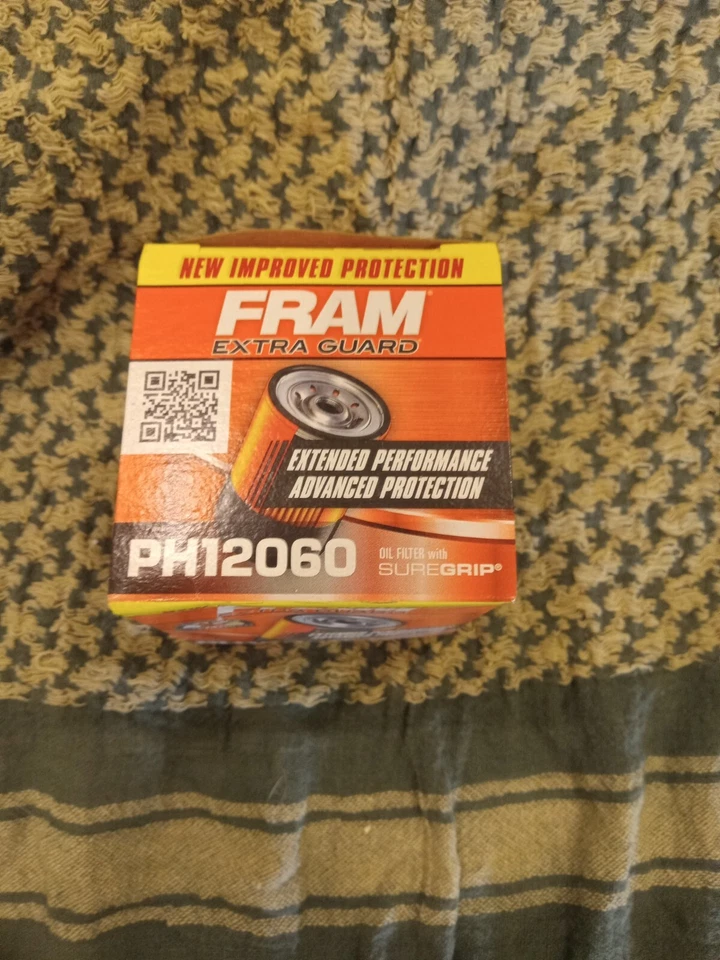 NEW IMPROVED PROTECTION
FRAM®
EXTRA GUARD
EXTENDED PERFORMANCE
ADVANCED PROTECTION
PH12060
OIL FILTER with
SUREGRIP®